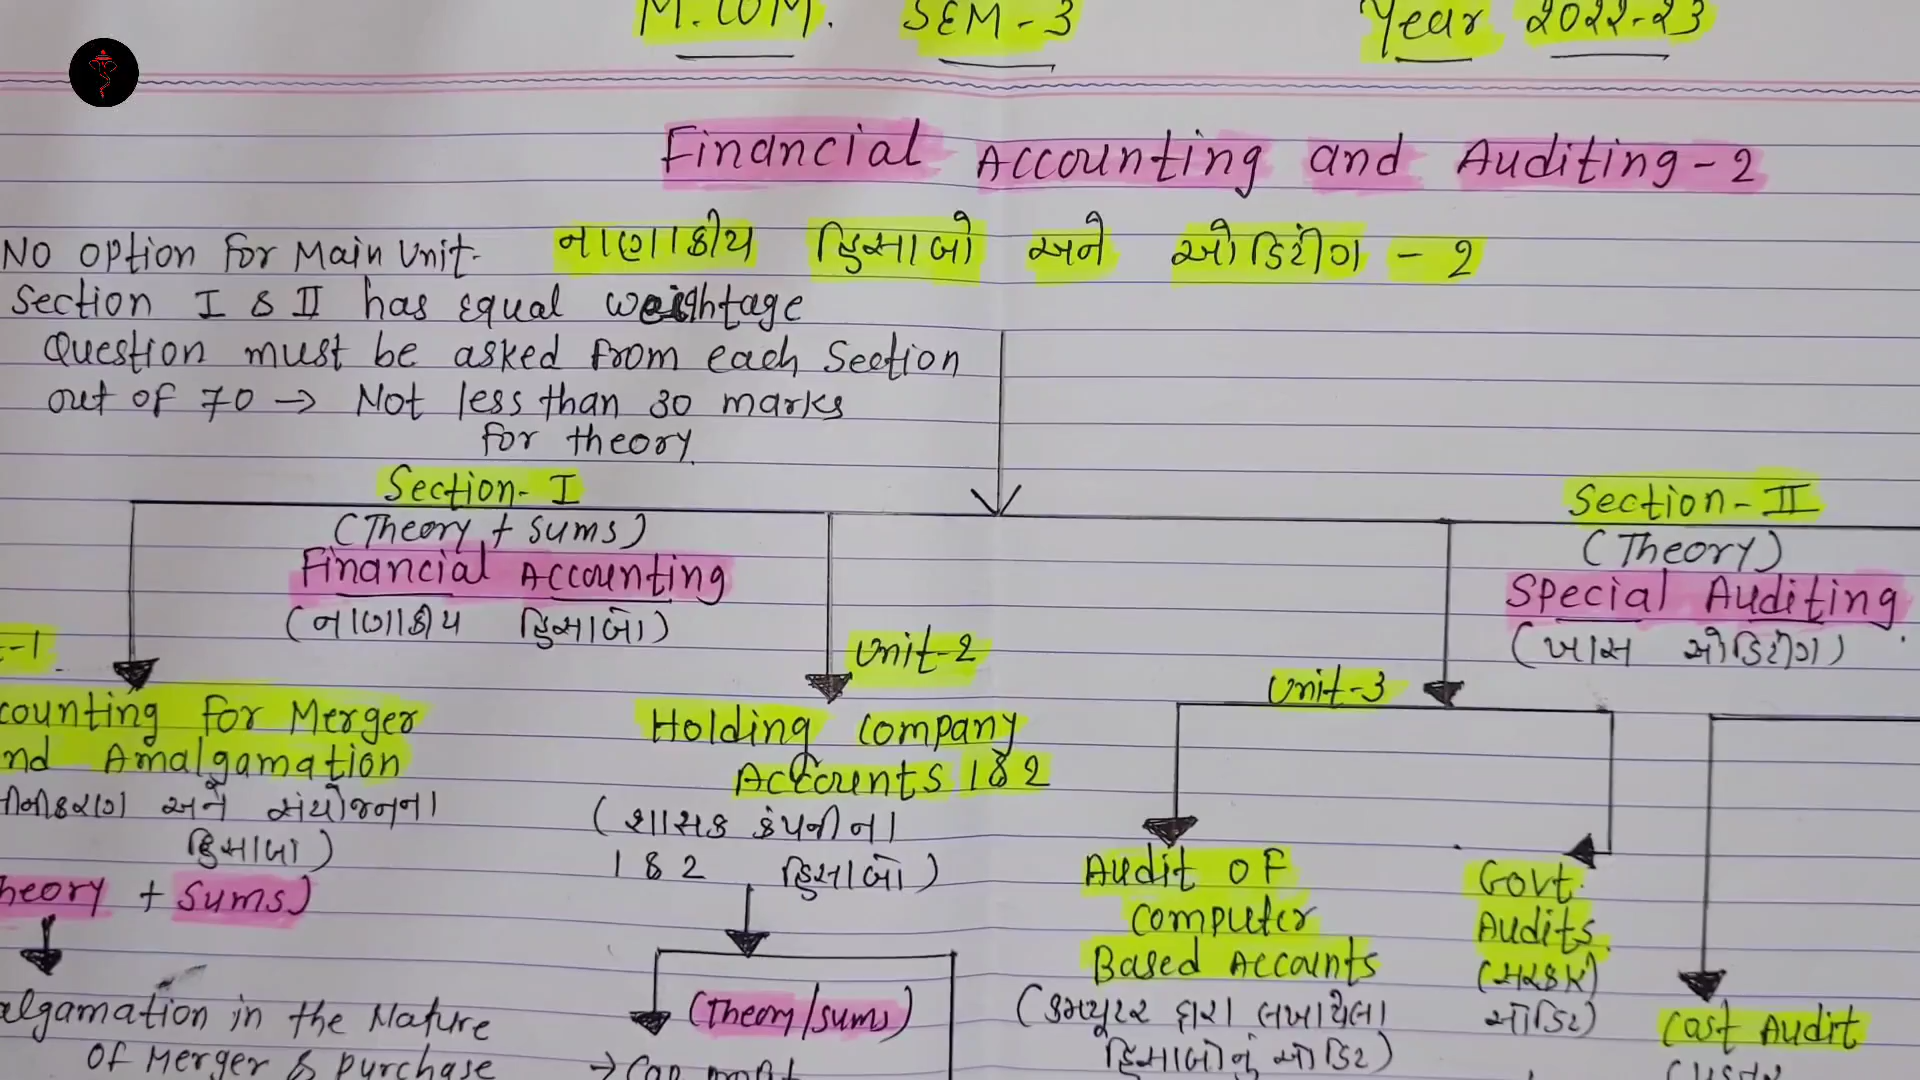 M.COM. SEM-3 Year 2022-23
Financial Accounting and Auditing-2
No option for Main Unit. નાણાકીય હિસાબો અને ઓડિટીંગ - 2
Section I & II has equal weightage
Question must be asked from each Section
out of 70 → Not less than 30 marks
for theory.
Section-I
(Theory + sums)
Financial Accounting
(નાણાકીય હિસાબો)
Section-II
(Theory)
Special Auditing
(ખાસ ઓડિટીંગ)
-1.
counting for Merger
nd Amalgamation
અને સંયોજનના
હિસાબો)
heory + Sums)
algamation in the Nature
of Merger & purchase
Unit-2
Holding Company
Accounts 1&2
(શાસક કંપનીના
1 & 2 હિસાબો)
(Theory/sums)
Unit-3
Audit of
Computer
Based Accounts
(કમ્પ્યૂટર દ્વારા લખાયેલા
હિસાબોનું ઓડિટ)
Govt.
Audits.
(સરકારી
ઓડિટ)
Cost Audit